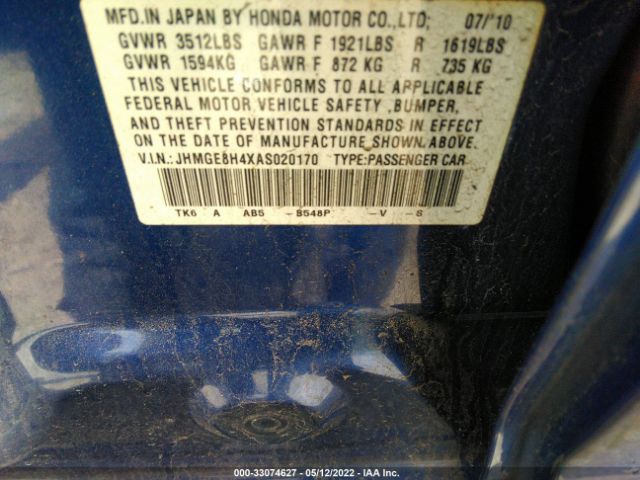 MFD.IN JAPAN BY HONDA MOTOR CO.,LTD; 07/'10
GVWR 3512LBS GAWR F 1921LBS R 1619LBS
GVWR 1594KG GAWR F 872 KG R 735 KG
THIS VEHICLE CONFORMS TO ALL APPLICABLE
FEDERAL MOTOR VEHICLE SAFETY ,BUMPER,
AND THEFT PREVENTION STANDARDS IN EFFECT
ON THE DATE OF MANUFACTURE SHOWN ABOVE.
V.I.N.: JHMGE8H4XAS020170 TYPE:PASSENGER CAR
TK6 A AB5 -B548P -V -S
000-33074627 - 05/12/2022 - IAA Inc.